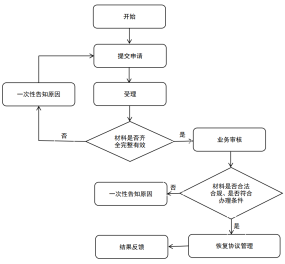 开始
提交申请
一次性告知原因
受理
材料是否齐
全完整有效
否
是
业务审核
材料是否合法
合规、是否符合
办理条件
否
一次性告知原因
是
结果反馈
恢复协议管理